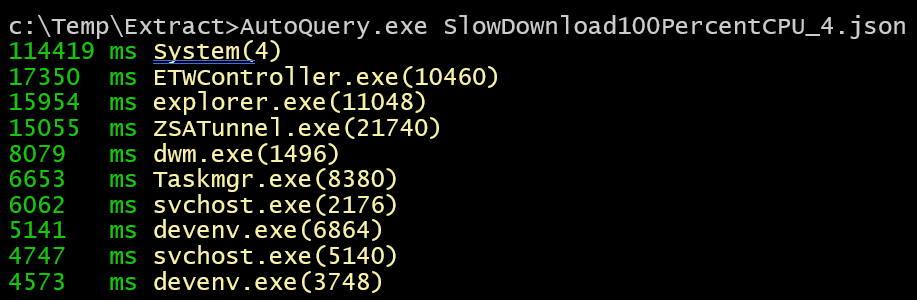 c:\Temp\Extract>AutoQuery.exe SlowDownload100PercentCPU_4.json
114419 ms System(4)
17350 ms ETWController.exe(10460)
15954 ms explorer.exe(11048)
15055 ms ZSATunnel.exe(21740)
8079 ms dwm.exe(1496)
6653 ms Taskmgr.exe(8380)
6062 ms svchost.exe(2176)
5141 ms devenv.exe(6864)
4747 ms svchost.exe(5140)
4573 ms devenv.exe(3748)